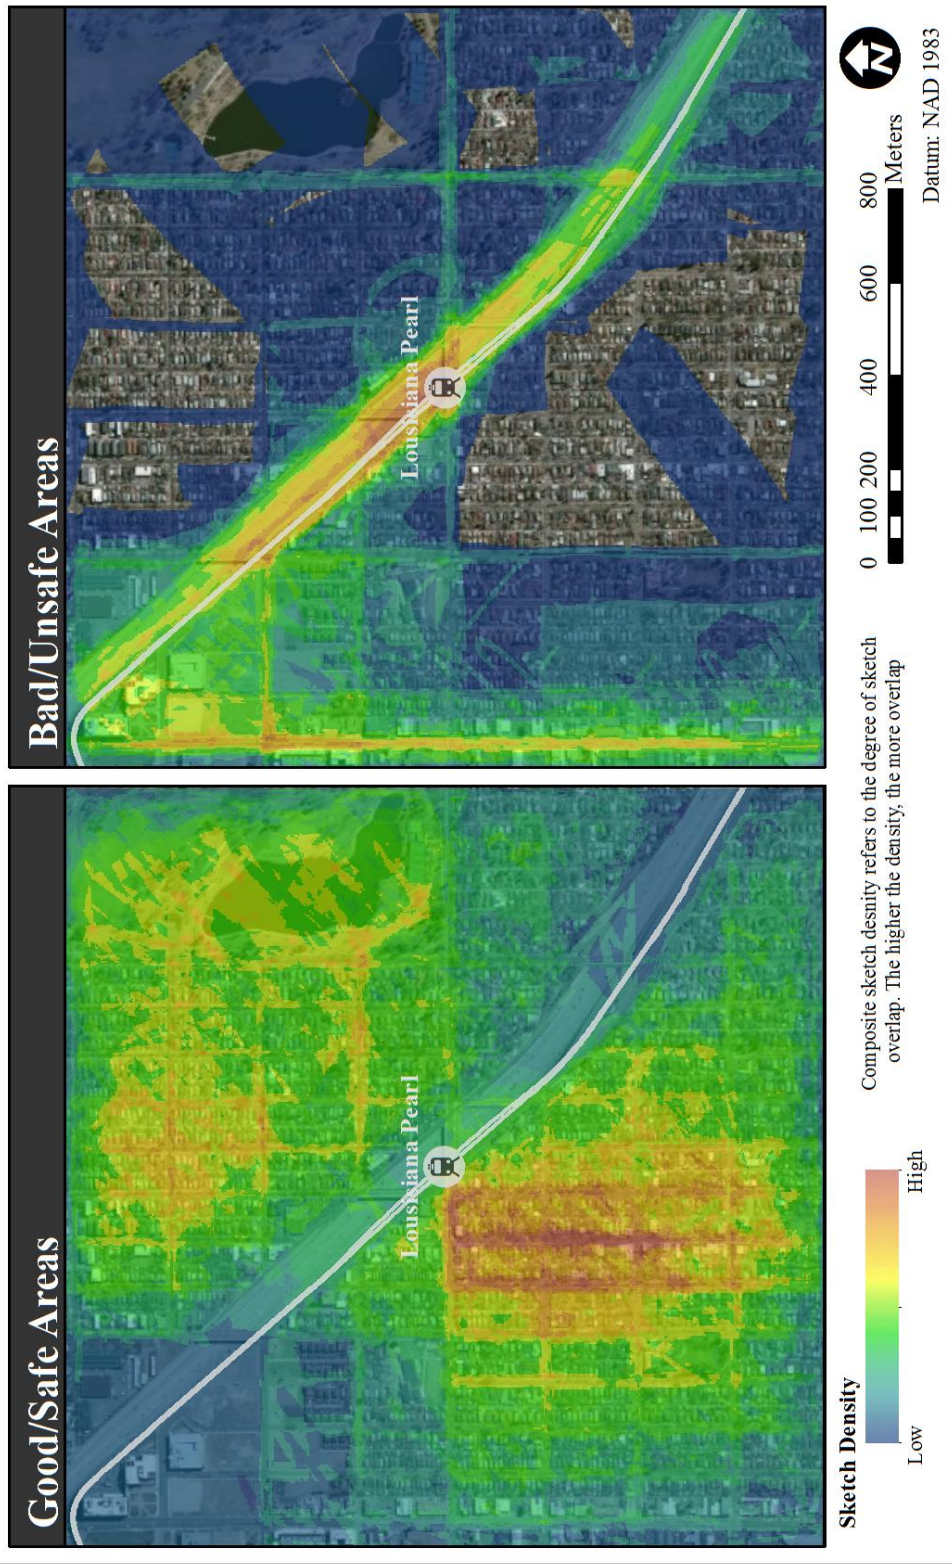 Good/Safe Areas
Bad/Unsafe Areas
Lousiiana Pearl
Lousiiana Pearl
Sketch Density
Low
High
Composite sketch desnity refers to the degree of sketch
overlap. The higher the density, the more overlap
0 100 200 400 600 800
Meters
N
Datum: NAD 1983